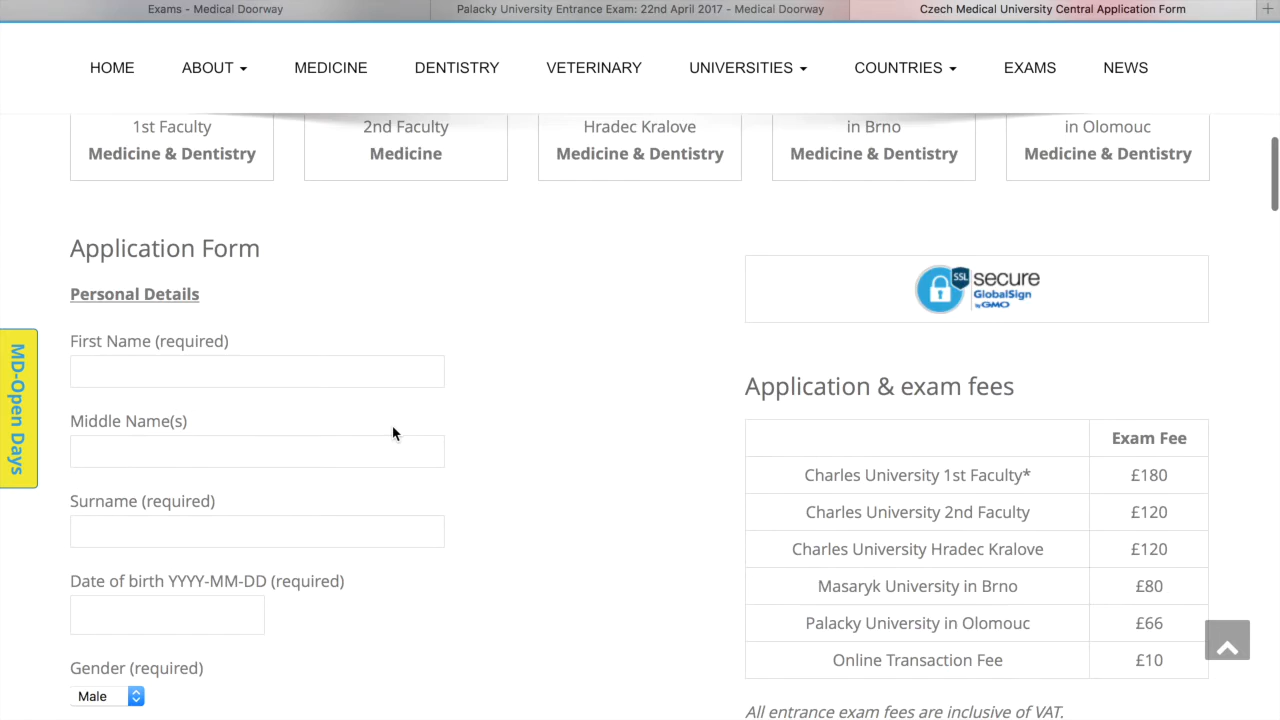 Exams - Medical Doorway
Palacky University Entrance Exam: 22nd April 2017 - Medical Doorway
Czech Medical University Central Application Form
HOME
ABOUT
MEDICINE
DENTISTRY
VETERINARY
UNIVERSITIES
COUNTRIES
EXAMS
NEWS
1st Faculty
Medicine & Dentistry
2nd Faculty
Medicine
Hradec Kralove
Medicine & Dentistry
in Brno
Medicine & Dentistry
in Olomouc
Medicine & Dentistry
MD-Open Days
Application Form
Personal Details
First Name (required)
Middle Name(s)
Surname (required)
Date of birth YYYY-MM-DD (required)
Gender (required)
Male
SSL
secure
GlobalSign
by GMO
Application & exam fees
Exam Fee
Charles University 1st Faculty* £180
Charles University 2nd Faculty £120
Charles University Hradec Kralove £120
Masaryk University in Brno £80
Palacky University in Olomouc £66
Online Transaction Fee £10
All entrance exam fees are inclusive of VAT.